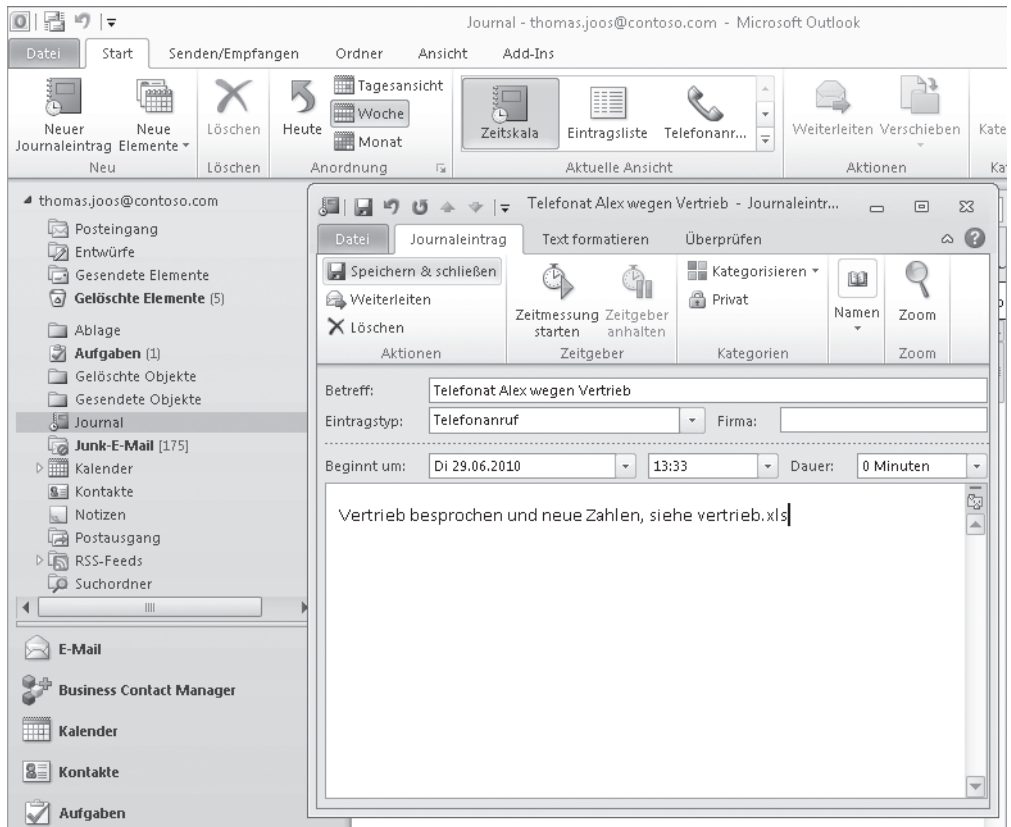 Journal - thomas.joos@contoso.com - Microsoft Outlook
Datei Start Senden/Empfangen Ordner Ansicht Add-Ins
Neuer Journaleintrag
Neue Elemente
Neu
Löschen
Löschen
Heute
Tagesansicht
Woche
Monat
Anordnung
Zeitskala
Eintragsliste
Telefonanr...
Aktuelle Ansicht
Weiterleiten
Verschieben
Aktionen
thomas.joos@contoso.com
Posteingang
Entwürfe
Gesendete Elemente
Gelöschte Elemente (5)
Ablage
Aufgaben (1)
Gelöschte Objekte
Gesendete Objekte
Journal
Junk-E-Mail [175]
Kalender
Kontakte
Notizen
Postausgang
RSS-Feeds
Suchordner
E-Mail
Business Contact Manager
Kalender
Kontakte
Aufgaben
Telefonat Alex wegen Vertrieb - Journaleintr...
Datei Journaleintrag Text formatieren Überprüfen
Speichern & schließen
Weiterleiten
Löschen
Aktionen
Zeitmessung starten
Zeitgeber anhalten
Zeitgeber
Kategorisieren
Privat
Kategorien
Namen
Zoom
Zoom
Betreff: Telefonat Alex wegen Vertrieb
Eintragstyp: Telefonanruf Firma:
Beginnt um: Di 29.06.2010 13:33 Dauer: 0 Minuten
Vertrieb besprochen und neue Zahlen, siehe vertrieb.xls